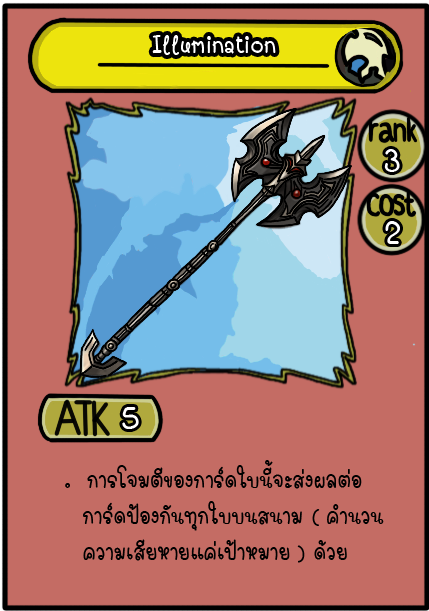 Illumination
rank
3
cost
2
ATK 5
การโจมตีของการ์ดใบนี้จะส่งผลต่อ
การ์ดป้องกันทุกใบบนสนาม ( คำนวน
ความเสียหายแค่เป้าหมาย ) ด้วย